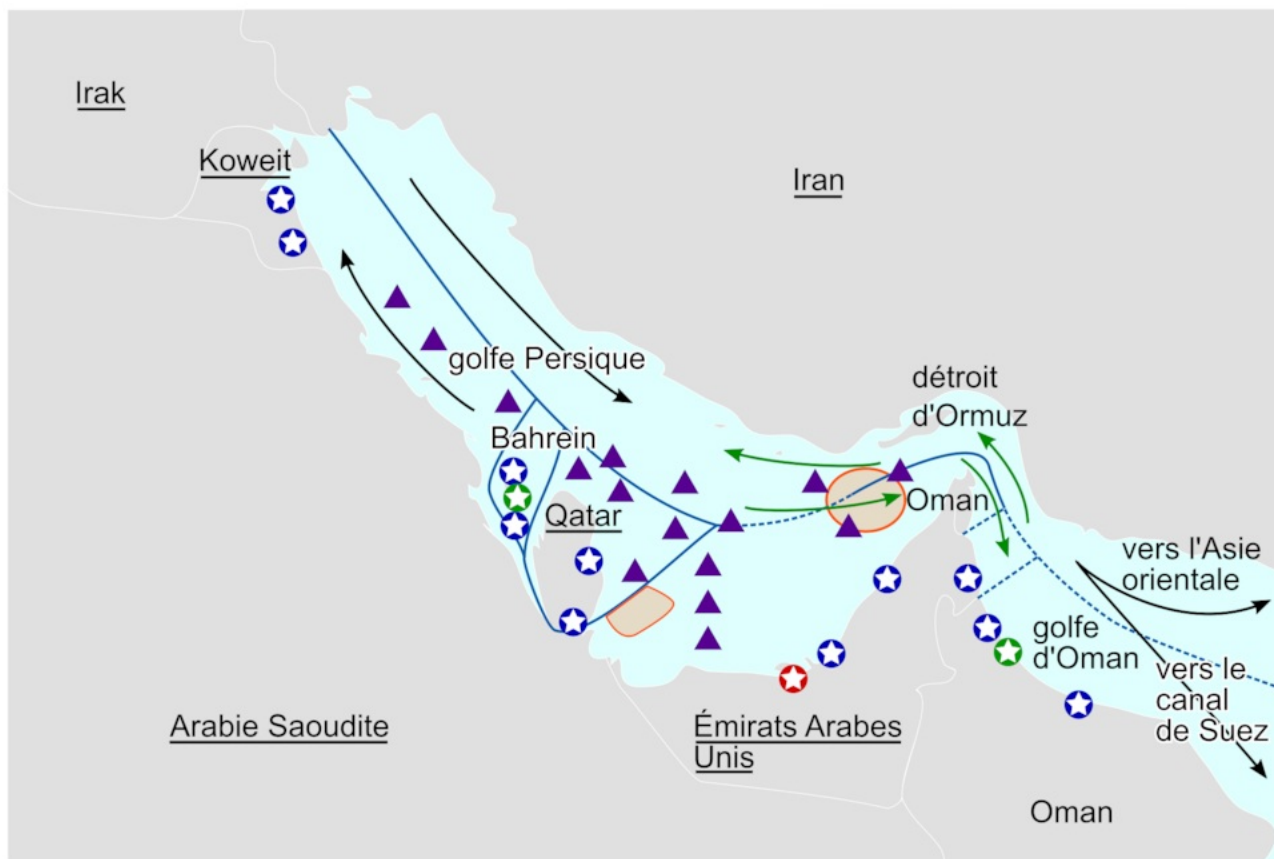 Irak
Koweit
Iran
golfe Persique
détroit
d'Ormuz
Bahrein
Oman
Qatar
vers l'Asie
orientale
golfe
d'Oman
vers le
canal
de Suez
Arabie Saoudite
Émirats Arabes
Unis
Oman